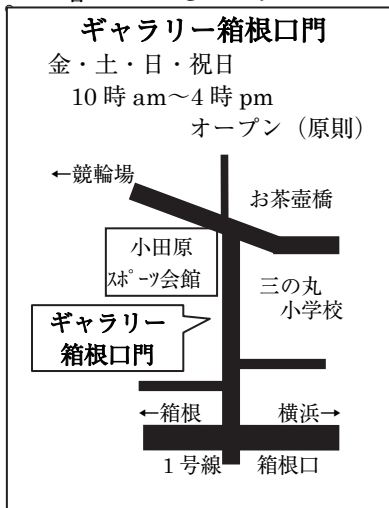 ギャラリー箱根口門
金・土・日・祝日
10時am～4時pm
オープン（原則）
←競輪場
お茶壺橋
小田原
ｽﾎﾟｰﾂ会館
三の丸
小学校
ギャラリー
箱根口門
←箱根
横浜→
1号線
箱根口